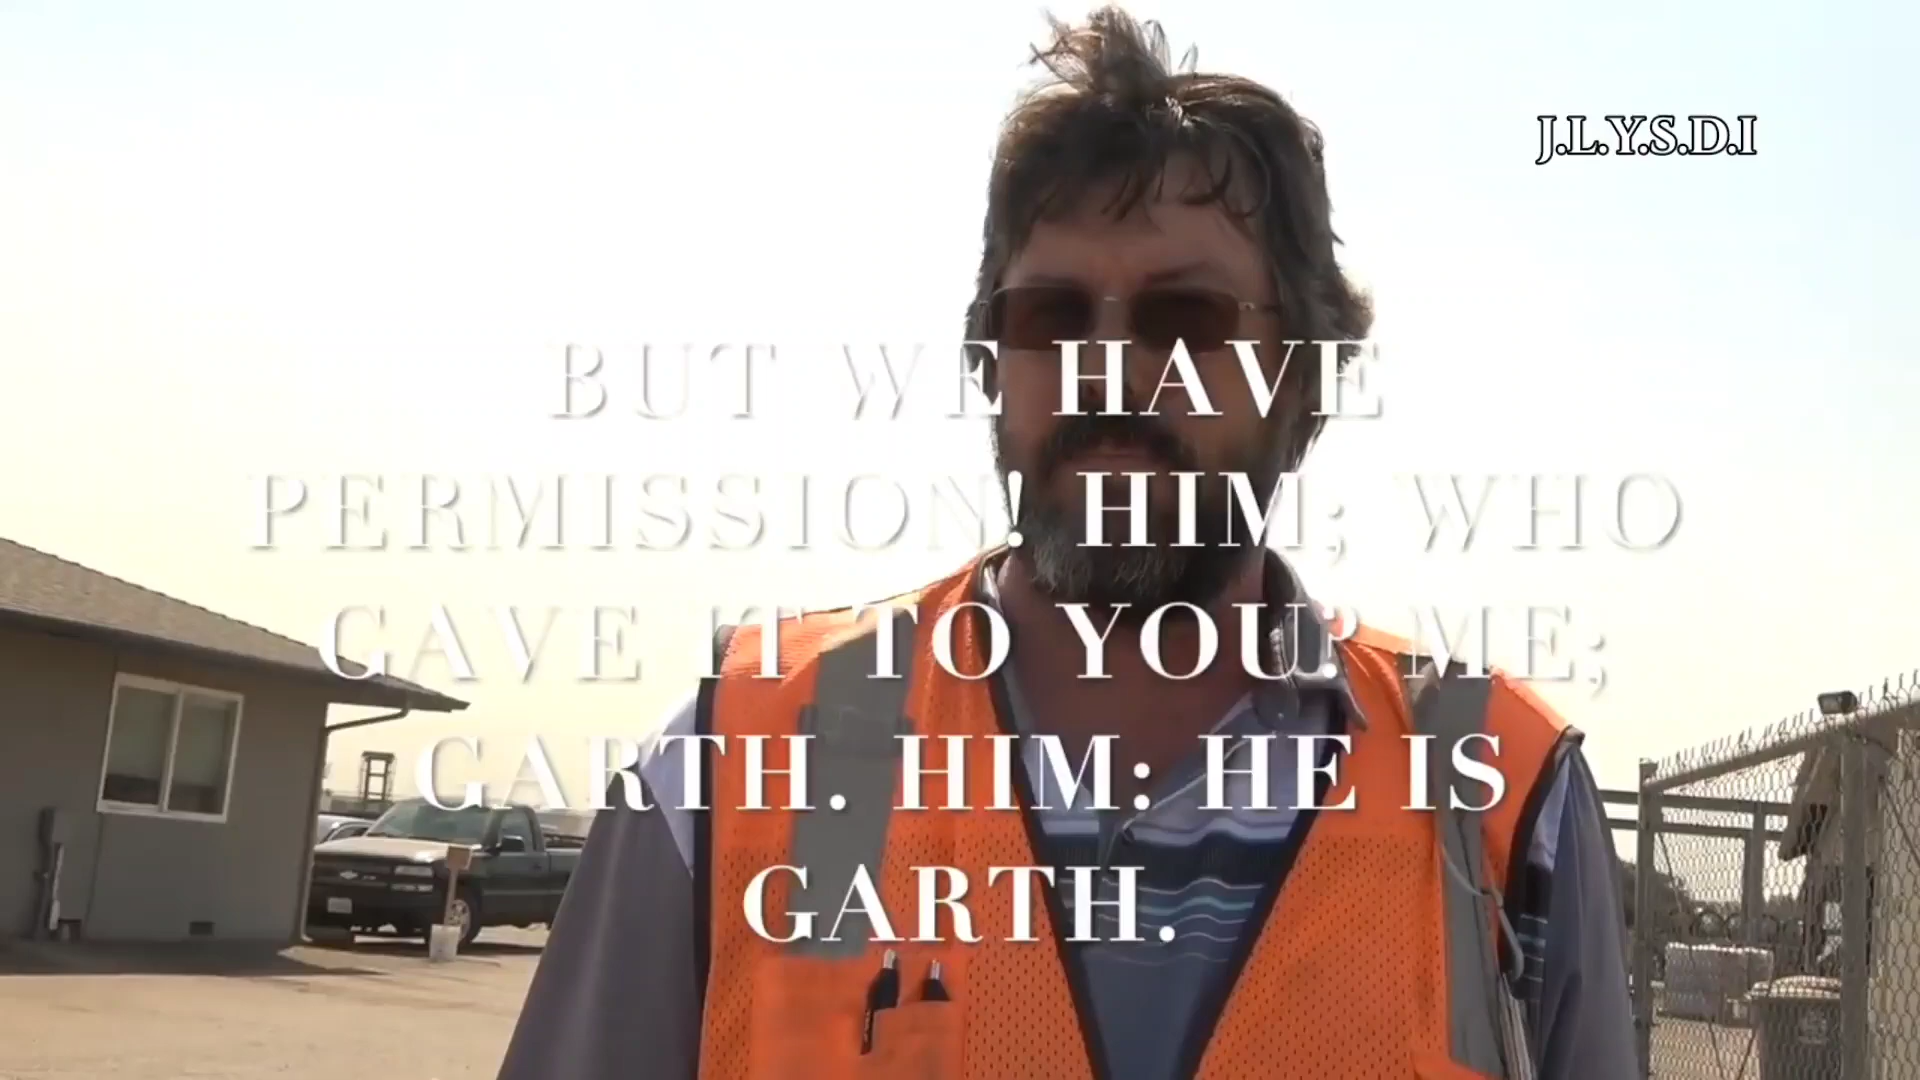 J.L.Y.S.D.I
BUT WE HAVE
PERMISSION! HIM; WHO
GAVE IT TO YOU? ME;
GARTH. HIM: HE IS
GARTH.